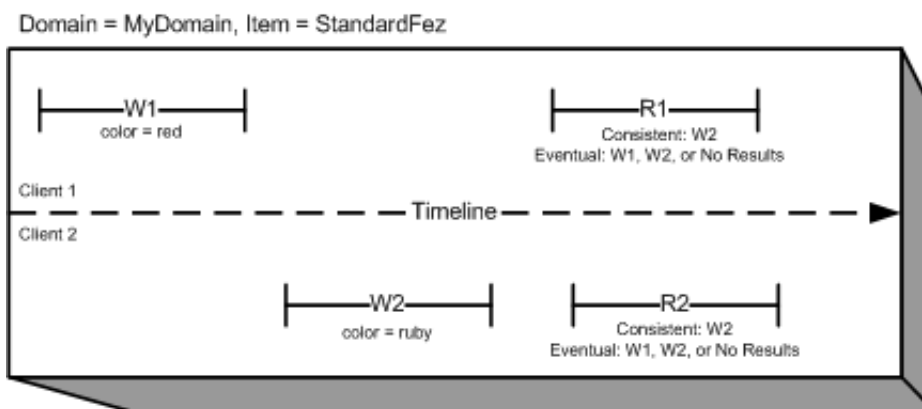 Domain = MyDomain, Item = StandardFez
W1
color = red
R1
Consistent: W2
Eventual: W1, W2, or No Results
Client 1
Timeline
Client 2
W2
color = ruby
R2
Consistent: W2
Eventual: W1, W2, or No Results